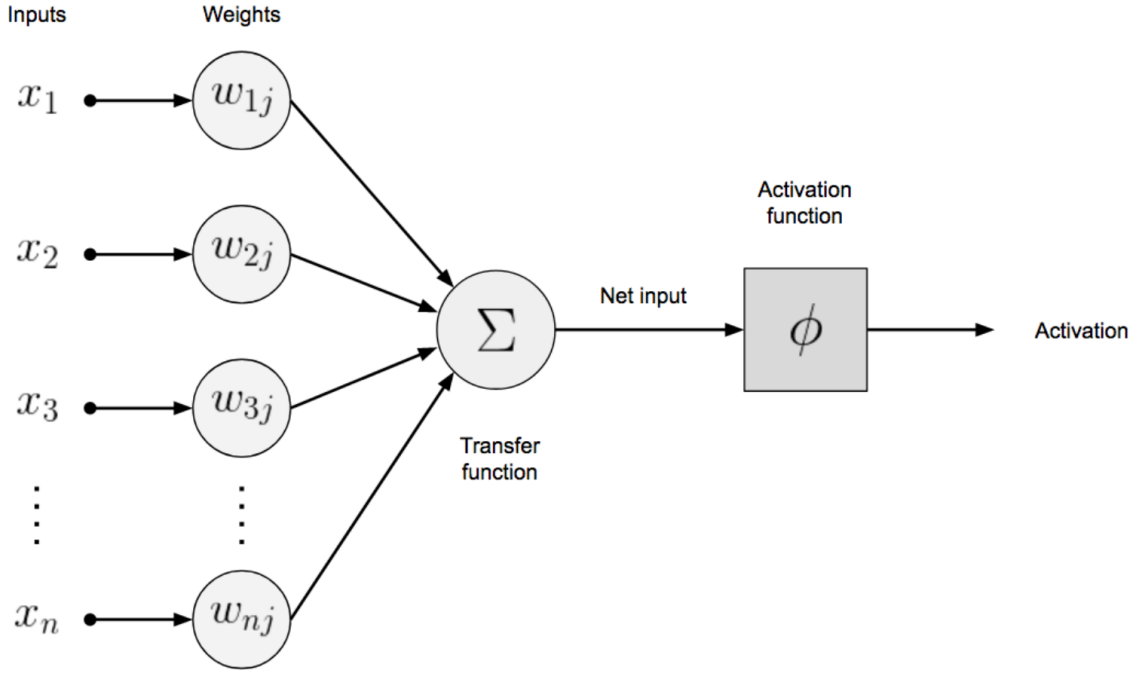 Inputs Weights
x₁ w₁ⱼ
x₂ w₂ⱼ
x₃ w₃ⱼ
xₙ wₙⱼ
Σ
Transfer
function
Net input
Activation
function
ϕ
Activation